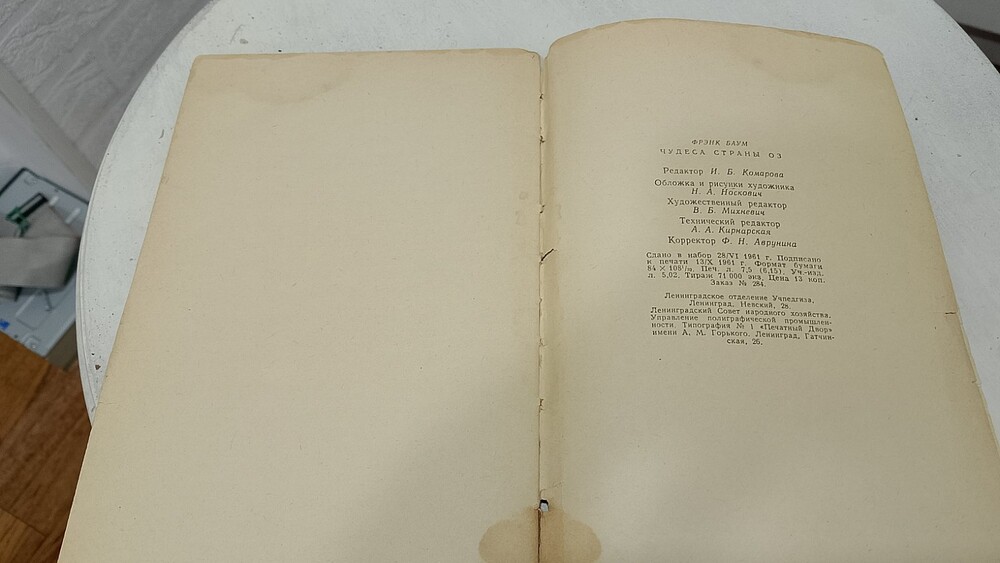 ФРЭНК БАУМ
ЧУДЕСА СТРАНЫ ОЗ
Редактор И. Б. Комарова
Обложка и рисунки художника
Н. А. Носкович
Художественный редактор
В. Б. Михневич
Технический редактор
А. А. Кирнарская
Корректор Ф. Н. Аврунина
Сдано в набор 28/VI 1961 г. Подписано
к печати 13/X 1961 г. Формат бумаги
84 × 108¹/₃₂. Печ. л. 7,5 (6,15). Уч.-изд.
л. 5,02. Тираж 71 000 экз. Цена 13 коп.
Заказ № 284.
Ленинградское отделение Учпедгиза,
Ленинград, Невский, 28.
Ленинградский Совет народного хозяйства.
Управление полиграфической промышлен-
ности. Типография № 1 «Печатный Двор»
имени А. М. Горького. Ленинград, Гатчин-
ская, 26.